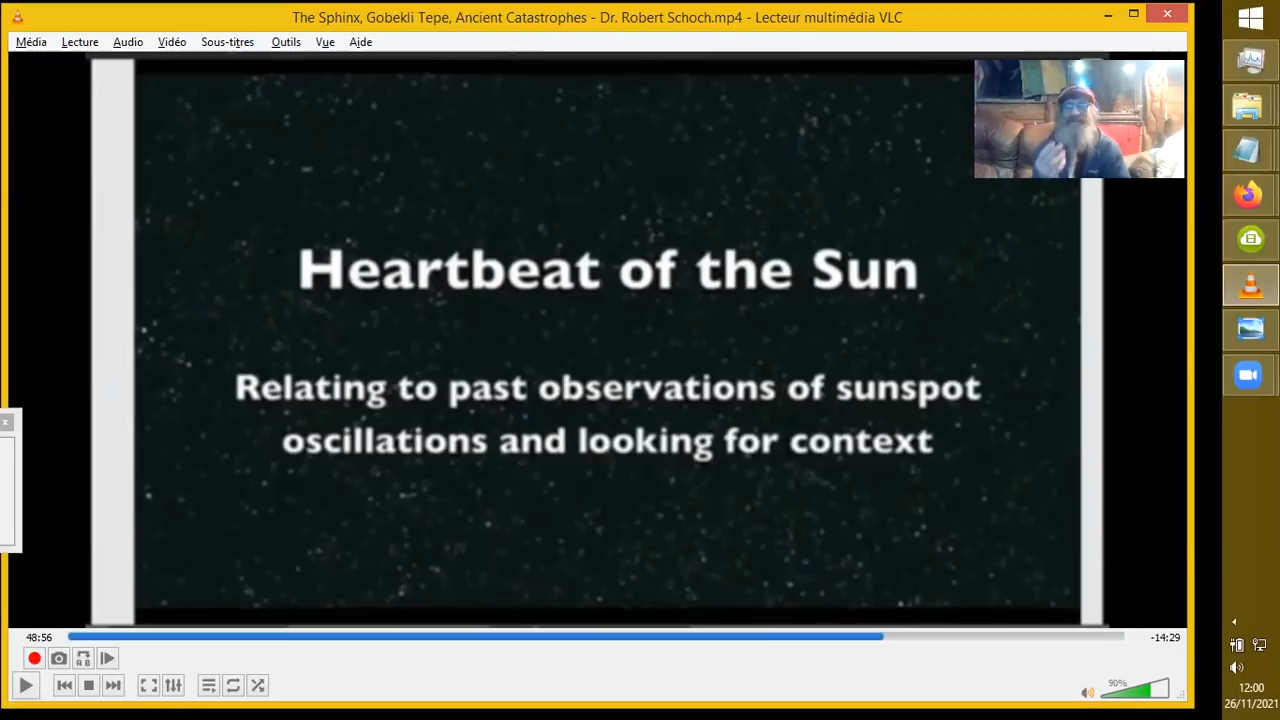 The Sphinx, Gobekli Tepe, Ancient Catastrophes - Dr. Robert Schoch.mp4 - Lecteur multimédia VLC
Média Lecture Audio Vidéo Sous-titres Outils Vue Aide
Heartbeat of the Sun
Relating to past observations of sunspot
oscillations and looking for context
48:56
-14:29
A B
90%
12:00
26/11/2021